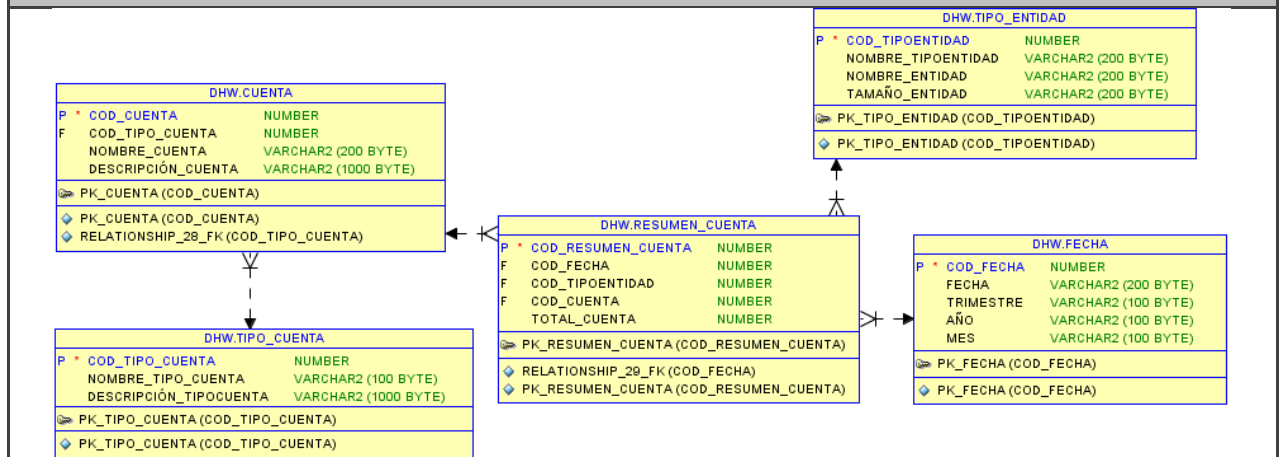 DHW.TIPO_ENTIDAD
P * COD_TIPOENTIDAD NUMBER
NOMBRE_TIPOENTIDAD VARCHAR2 (200 BYTE)
NOMBRE_ENTIDAD VARCHAR2 (200 BYTE)
TAMAÑO_ENTIDAD VARCHAR2 (200 BYTE)
PK_TIPO_ENTIDAD (COD_TIPOENTIDAD)
PK_TIPO_ENTIDAD (COD_TIPOENTIDAD)
DHW.CUENTA
P * COD_CUENTA NUMBER
F COD_TIPO_CUENTA NUMBER
NOMBRE_CUENTA VARCHAR2 (200 BYTE)
DESCRIPCIÓN_CUENTA VARCHAR2 (1000 BYTE)
PK_CUENTA (COD_CUENTA)
PK_CUENTA (COD_CUENTA)
RELATIONSHIP_28_FK (COD_TIPO_CUENTA)
DHW.RESUMEN_CUENTA
P * COD_RESUMEN_CUENTA NUMBER
F COD_FECHA NUMBER
F COD_TIPOENTIDAD NUMBER
F COD_CUENTA NUMBER
TOTAL_CUENTA NUMBER
PK_RESUMEN_CUENTA (COD_RESUMEN_CUENTA)
RELATIONSHIP_29_FK (COD_FECHA)
PK_RESUMEN_CUENTA (COD_RESUMEN_CUENTA)
DHW.FECHA
P * COD_FECHA NUMBER
FECHA VARCHAR2 (200 BYTE)
TRIMESTRE VARCHAR2 (100 BYTE)
AÑO VARCHAR2 (100 BYTE)
MES VARCHAR2 (100 BYTE)
PK_FECHA (COD_FECHA)
PK_FECHA (COD_FECHA)
DHW.TIPO_CUENTA
P * COD_TIPO_CUENTA NUMBER
NOMBRE_TIPO_CUENTA VARCHAR2 (100 BYTE)
DESCRIPCIÓN_TIPOCUENTA VARCHAR2 (1000 BYTE)
PK_TIPO_CUENTA (COD_TIPO_CUENTA)
PK_TIPO_CUENTA (COD_TIPO_CUENTA)